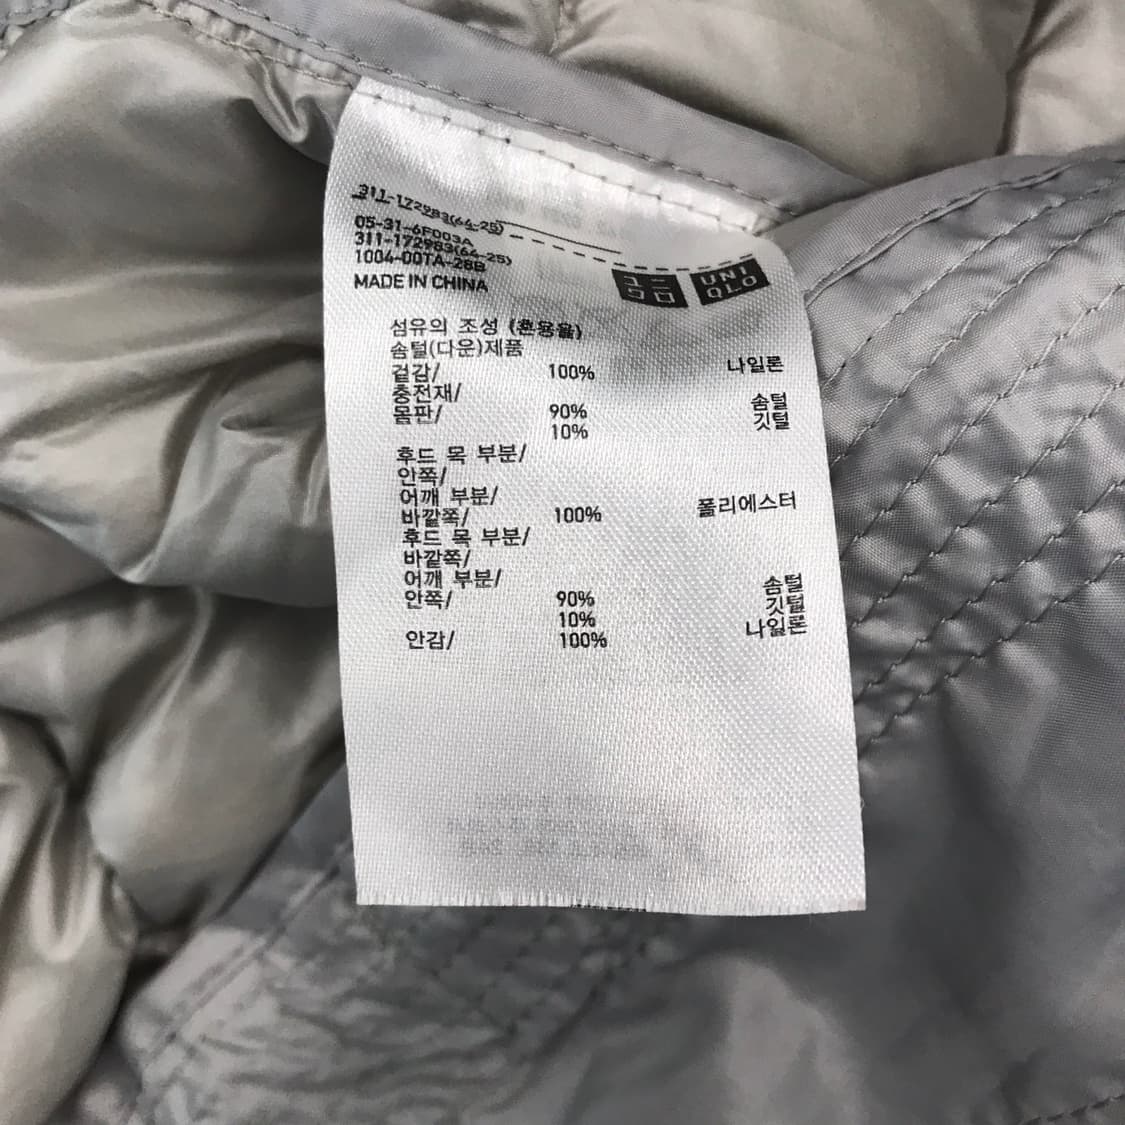 311-172983(64-25)
05-31-6F003A
311-172983(64-25)
1004-00TA-28B
MADE IN CHINA
ユニクロ UNIQLO
섬유의 조성 (혼용율)
솜털(다운)제품
겉감/ 100% 나일론
충전재/
몸판/ 90% 솜털
10% 깃털
후드 목 부분/
안쪽/
어깨 부분/
바깥쪽/ 100% 폴리에스터
후드 목 부분/
바깥쪽/
어깨 부분/
안쪽/ 90% 솜털
10% 깃털
안감/ 100% 나일론